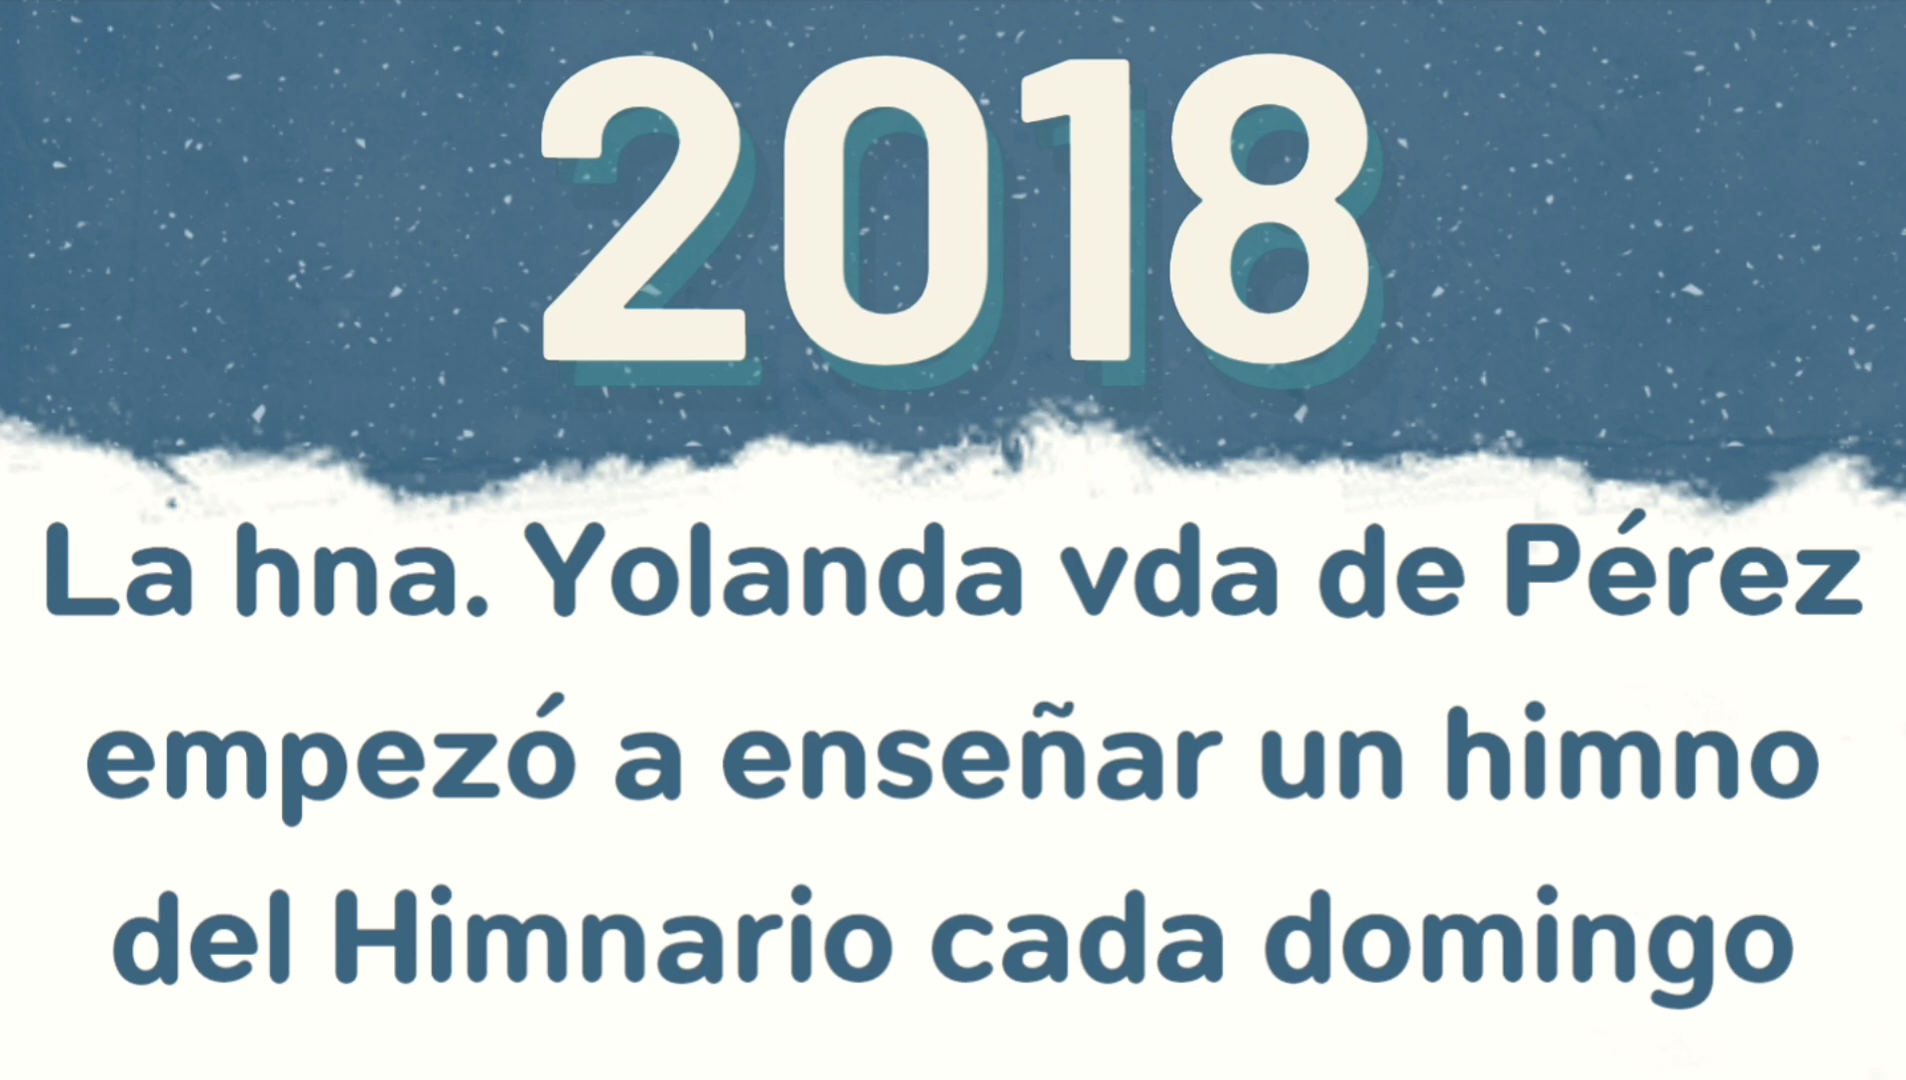 2018
La hna. Yolanda vda de Pérez
empezó a enseñar un himno
del Himnario cada domingo